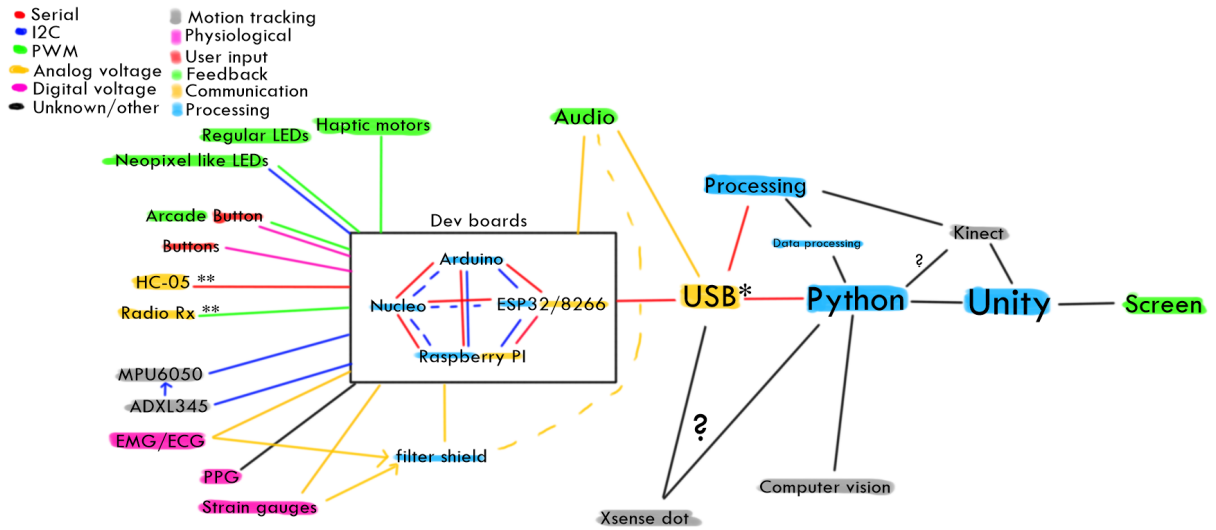 Serial
I2C
PWM
Analog voltage
Digital voltage
Unknown/other
Motion tracking
Physiological
User input
Feedback
Communication
Processing
Haptic motors
Regular LEDs
Neopixel like LEDs
Arcade Button
Buttons
HC-05 **
Radio Rx **
MPU6050
ADXL345
EMG/ECG
PPG
Strain gauges
filter shield
Dev boards
Arduino
Nucleo
ESP32/8266
Raspberry PI
Audio
USB*
Processing
Data processing
Python
Kinect
?
Unity
Screen
?
Computer vision
Xsense dot